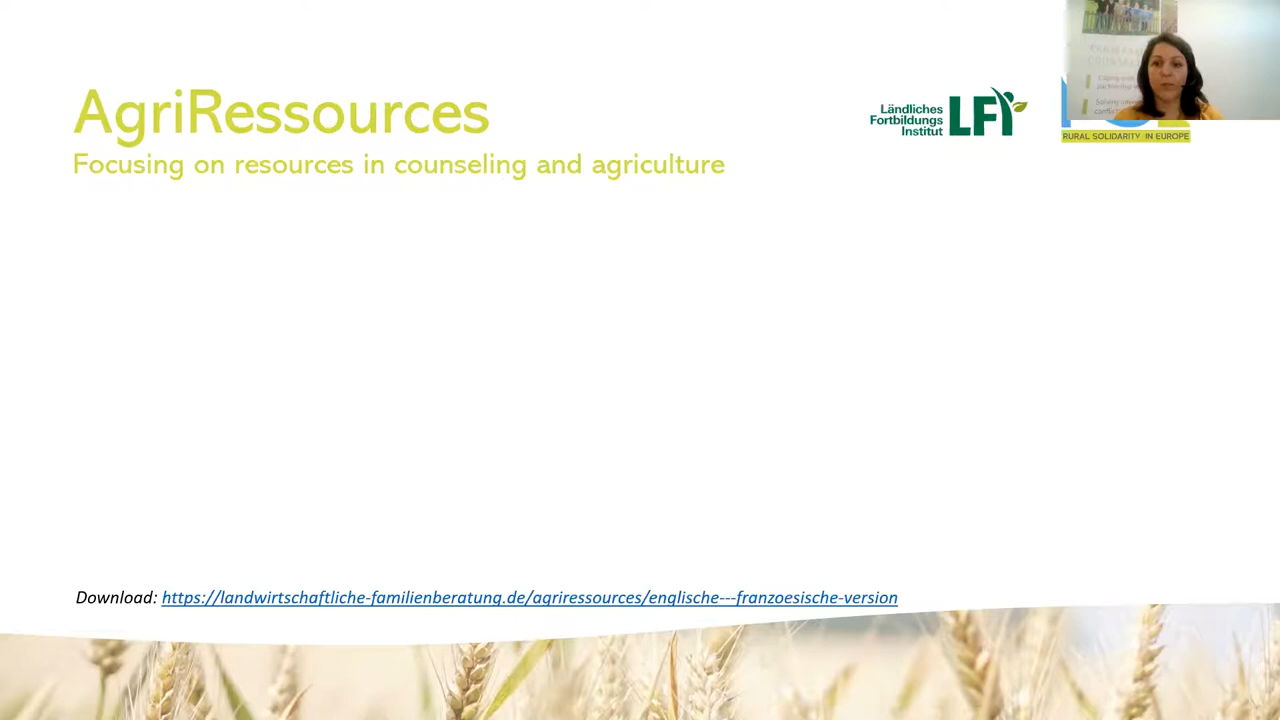 AgriRessources
Focusing on resources in counseling and agriculture
Ländliches
Fortbildungs
Institut
LFI
RURAL SOLIDARITY IN EUROPE
Download: https://landwirtschaftliche-familienberatung.de/agriressources/englische---franzoesische-version